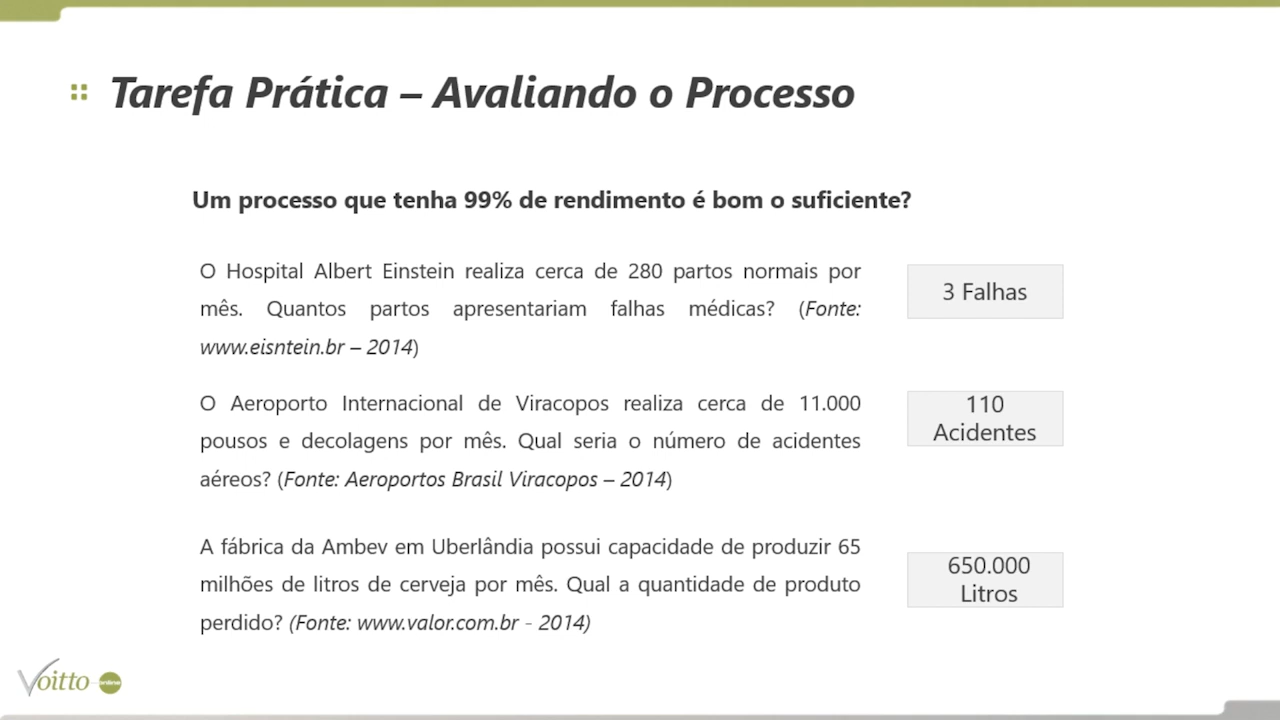 Tarefa Prática – Avaliando o Processo
Um processo que tenha 99% de rendimento é bom o suficiente?
O Hospital Albert Einstein realiza cerca de 280 partos normais por
mês. Quantos partos apresentariam falhas médicas? (Fonte:
www.eisntein.br – 2014)
3 Falhas
O Aeroporto Internacional de Viracopos realiza cerca de 11.000
pousos e decolagens por mês. Qual seria o número de acidentes
aéreos? (Fonte: Aeroportos Brasil Viracopos – 2014)
110
Acidentes
A fábrica da Ambev em Uberlândia possui capacidade de produzir 65
milhões de litros de cerveja por mês. Qual a quantidade de produto
perdido? (Fonte: www.valor.com.br - 2014)
650.000
Litros
Voitto online